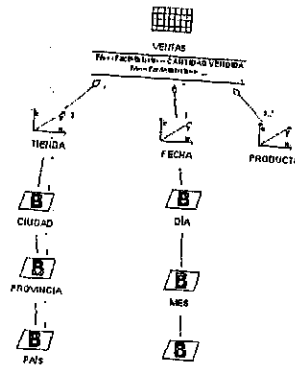 VENTAS
CANTIDAD VENDIDA
TIENDA
FECHA
PRODUCTO
B
B
CIUDAD
DÍA
B
B
PROVINCIA
MES
B
B
PAÍS